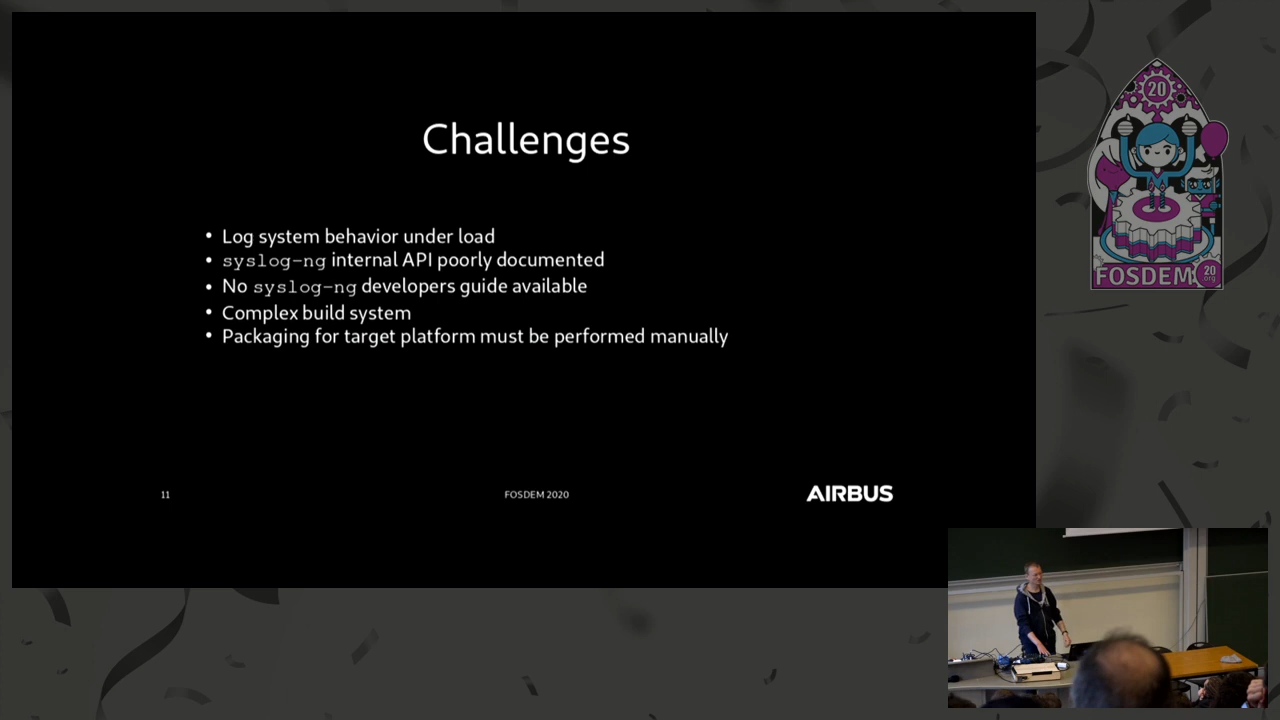 Challenges
• Log system behavior under load
• syslog-ng internal API poorly documented
• No syslog-ng developers guide available
• Complex build system
• Packaging for target platform must be performed manually
11
FOSDEM 2020
AIRBUS
20
FOSDEM
20
.org